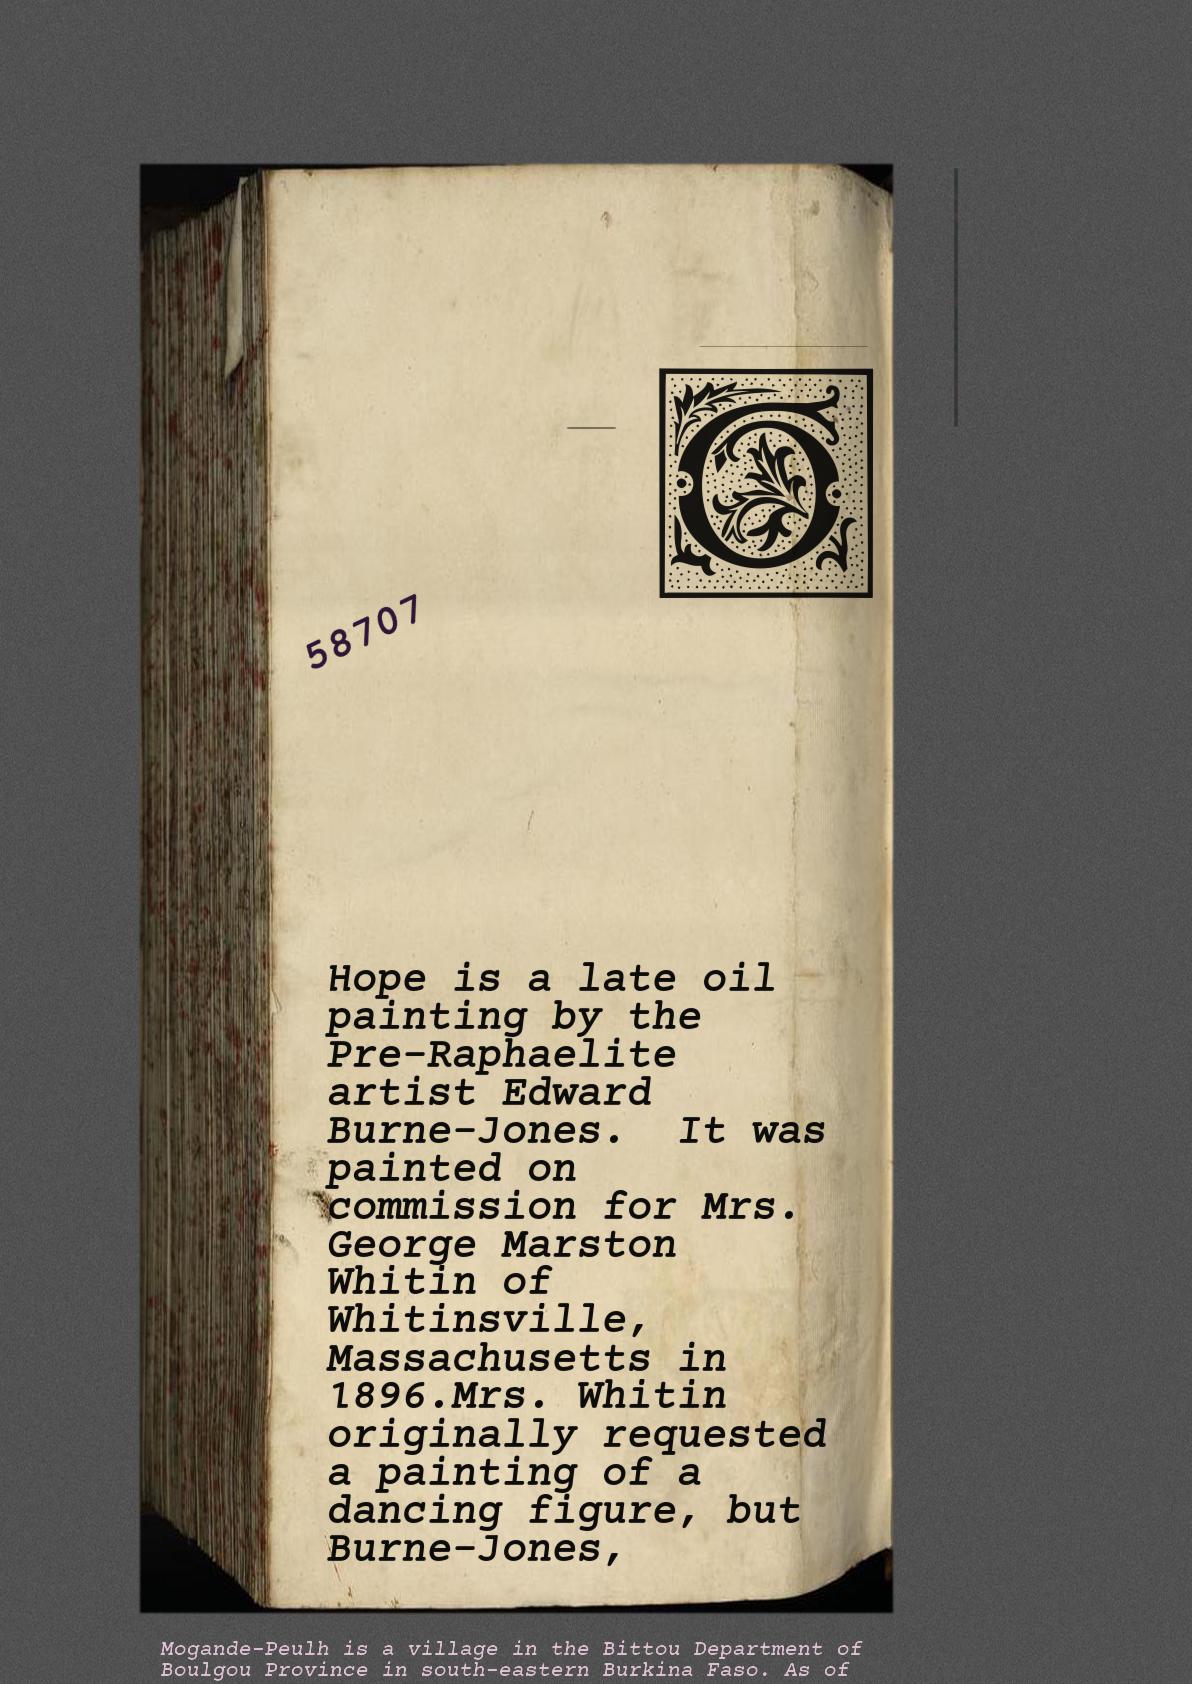 O
58707
Hope is a late oil
painting by the
Pre-Raphaelite
artist Edward
Burne-Jones.  It was
painted on
commission for Mrs.
George Marston
Whitin of
Whitinsville,
Massachusetts in
1896.Mrs. Whitin
originally requested
a painting of a
dancing figure, but
Burne-Jones,
Mogande-Peulh is a village in the Bittou Department of
Boulgou Province in south-eastern Burkina Faso. As of